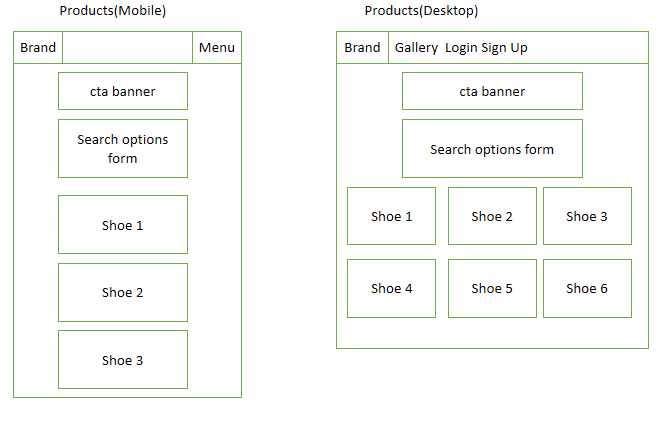 Products(Mobile)
Brand
Menu
cta banner
Search options
form
Shoe 1
Shoe 2
Shoe 3
Products(Desktop)
Brand
Gallery Login Sign Up
cta banner
Search options form
Shoe 1
Shoe 2
Shoe 3
Shoe 4
Shoe 5
Shoe 6